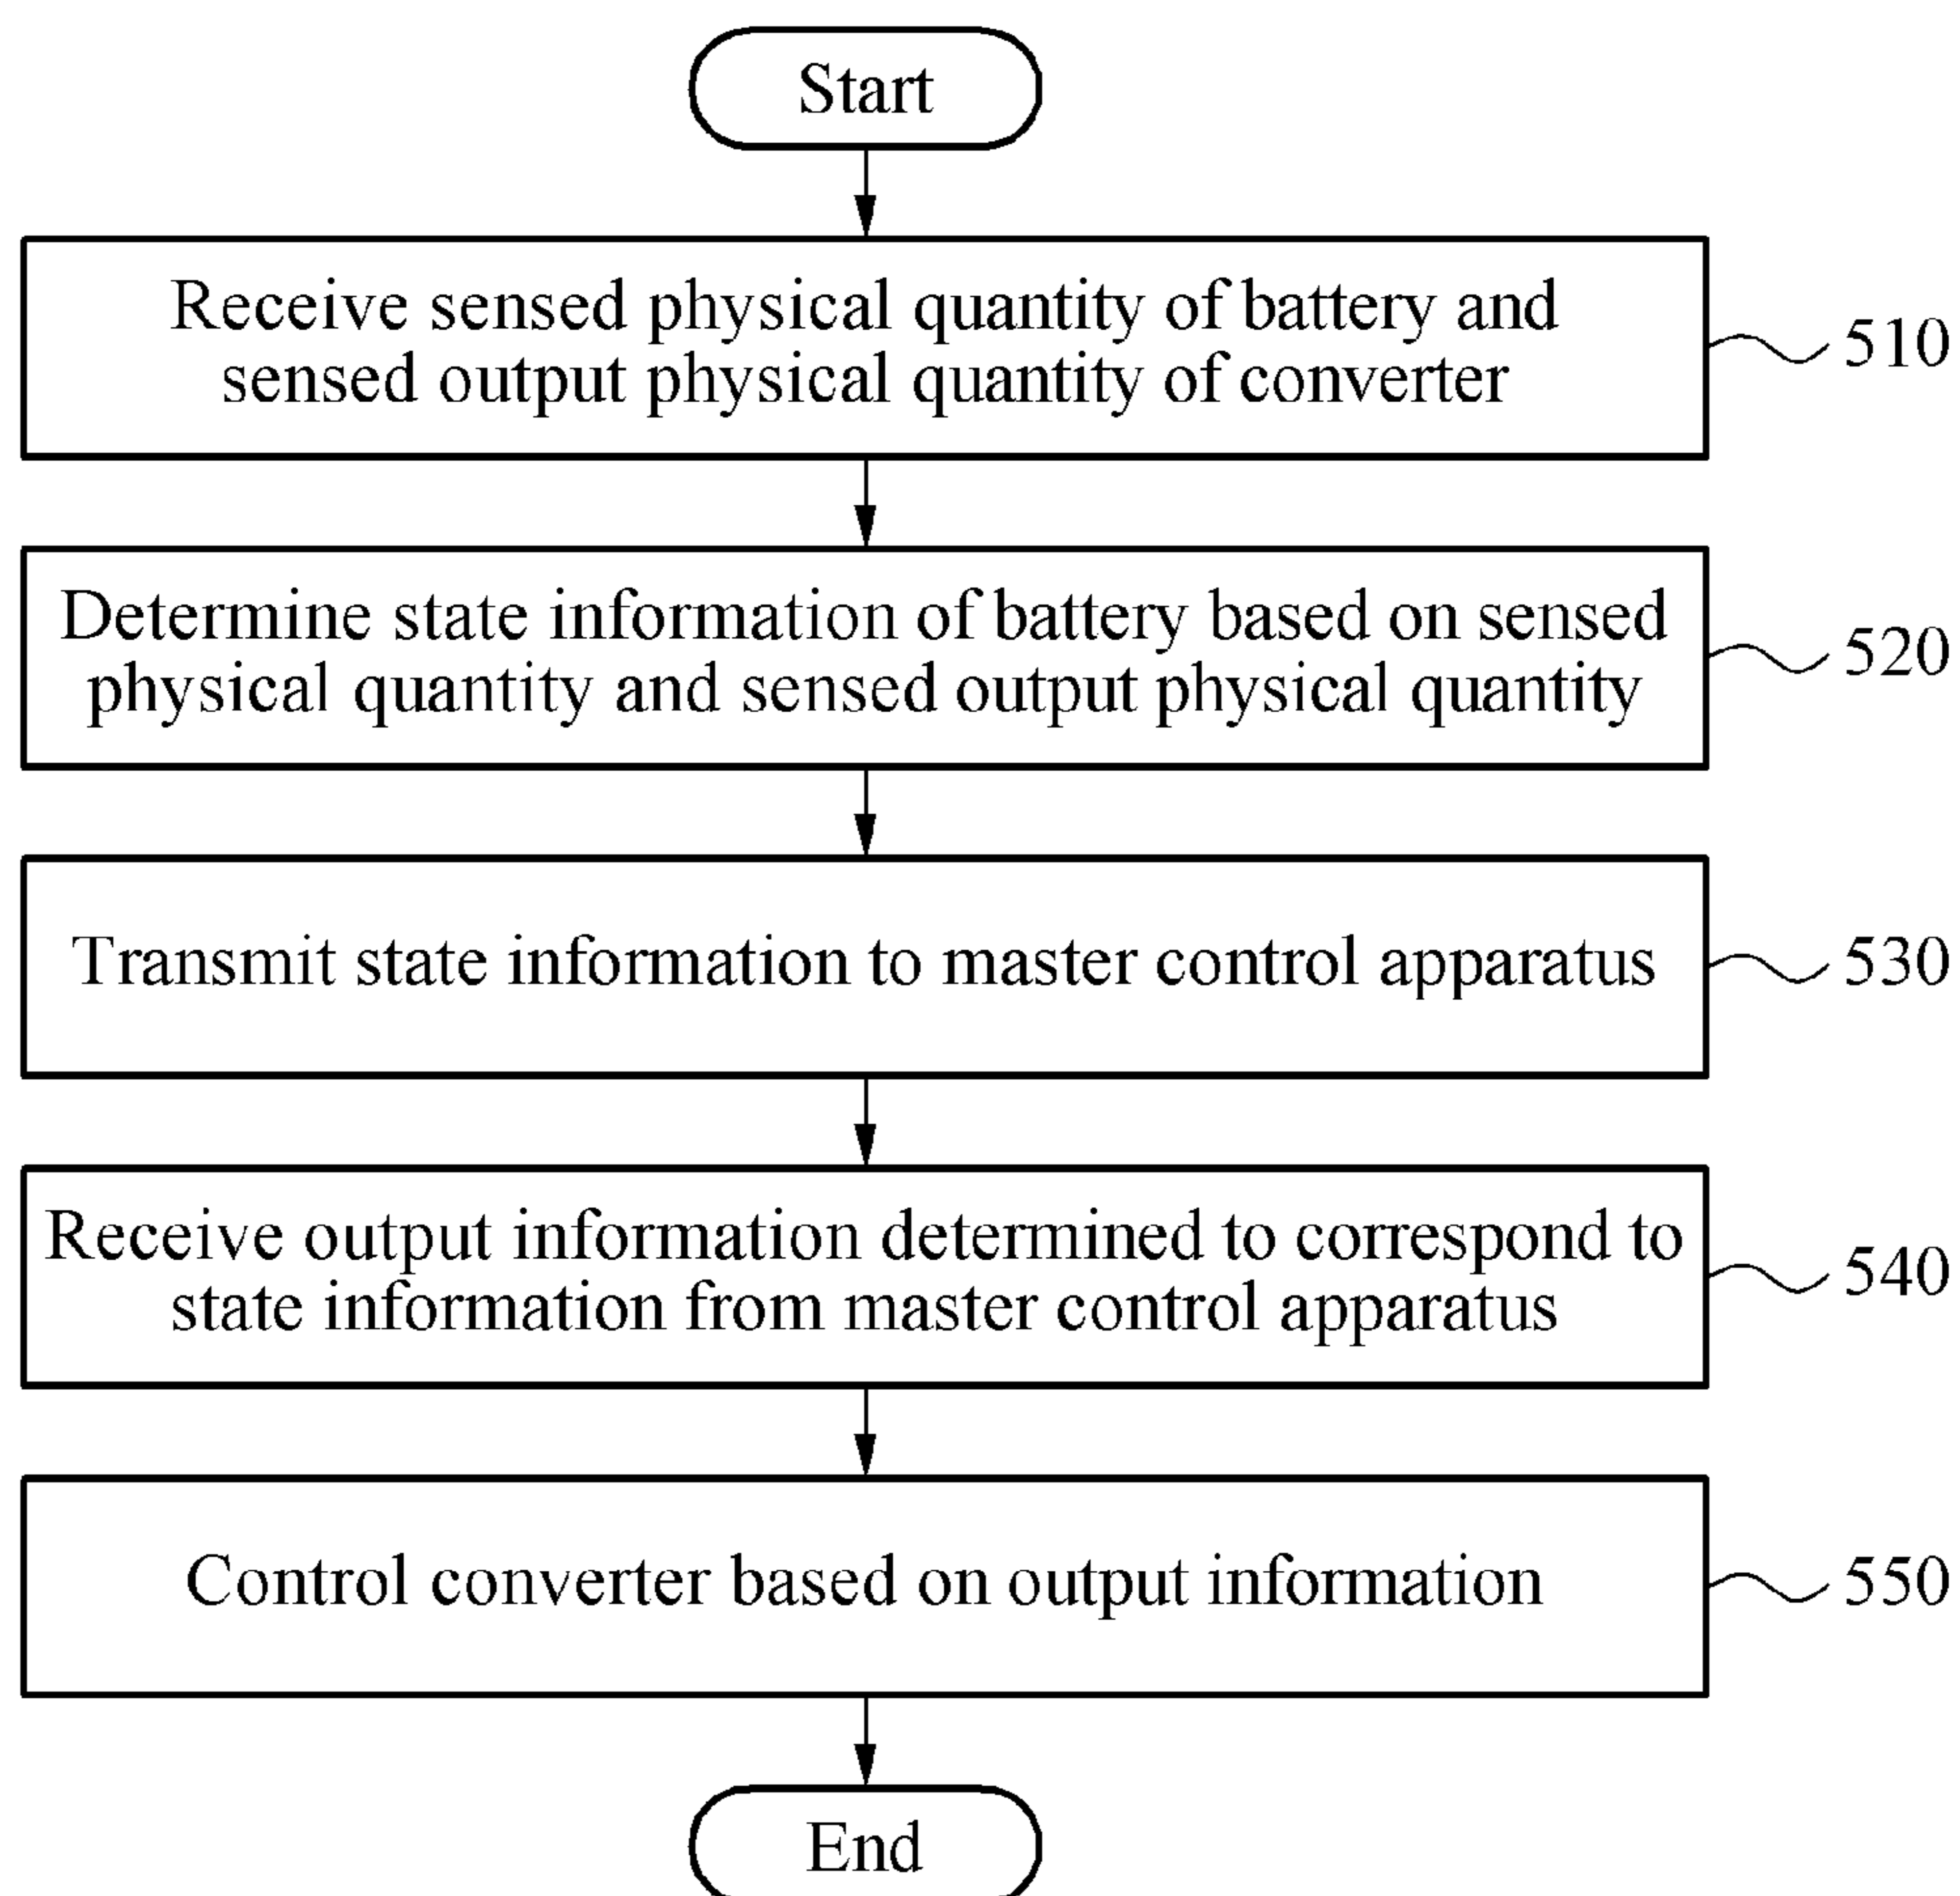 Start
Receive sensed physical quantity of battery and
sensed output physical quantity of converter
510
Determine state information of battery based on sensed
physical quantity and sensed output physical quantity
520
Transmit state information to master control apparatus
530
Receive output information determined to correspond to
state information from master control apparatus
540
Control converter based on output information
550
End